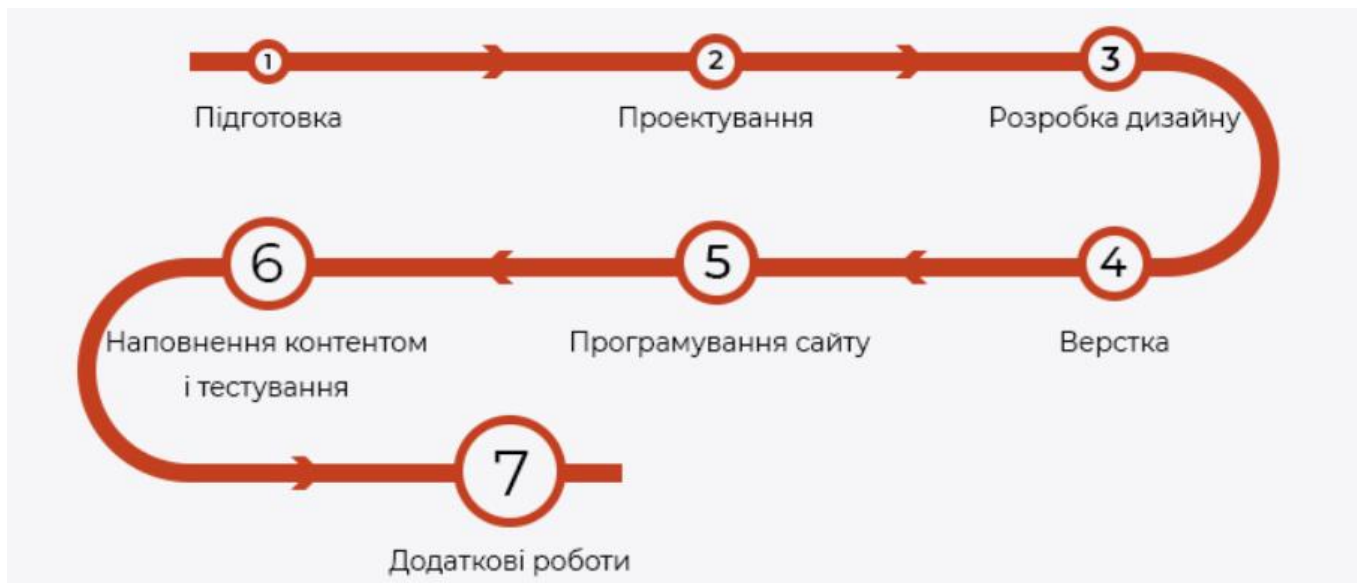 1
Підготовка
2
Проектування
3
Розробка дизайну
4
Верстка
5
Програмування сайту
6
Наповнення контентом
і тестування
7
Додаткові роботи